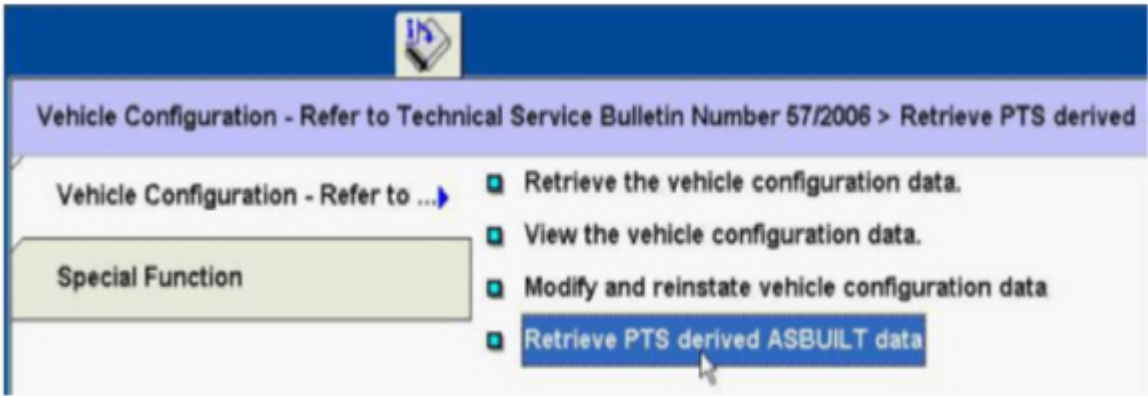 Vehicle Configuration - Refer to Technical Service Bulletin Number 57/2006 > Retrieve PTS derived
Vehicle Configuration - Refer to ...
Special Function
Retrieve the vehicle configuration data.
View the vehicle configuration data.
Modify and reinstate vehicle configuration data
Retrieve PTS derived ASBUILT data